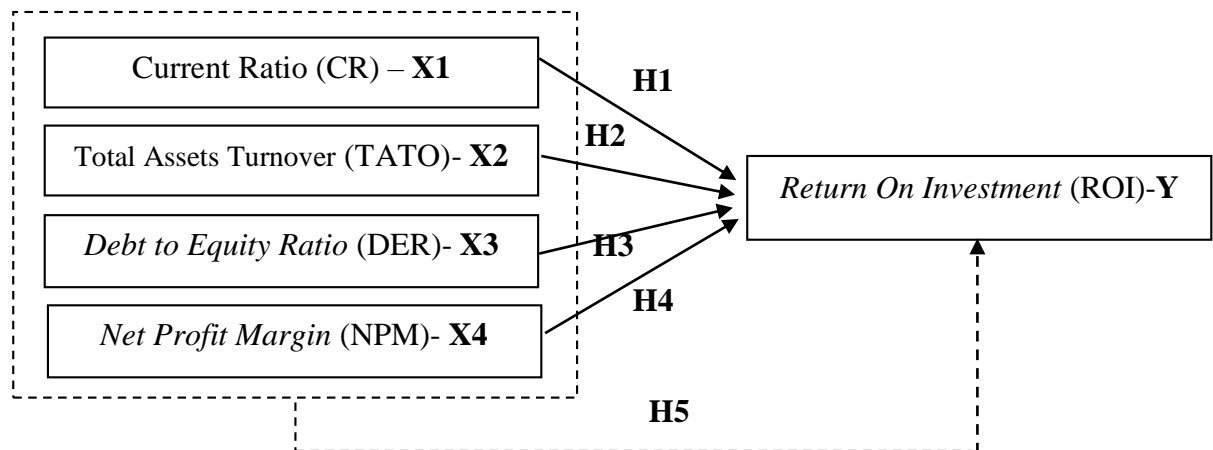 Current Ratio (CR) – X1
H1
H2
Total Assets Turnover (TATO)- X2
Return On Investment (ROI)-Y
Debt to Equity Ratio (DER)- X3
H3
H4
Net Profit Margin (NPM)- X4
H5